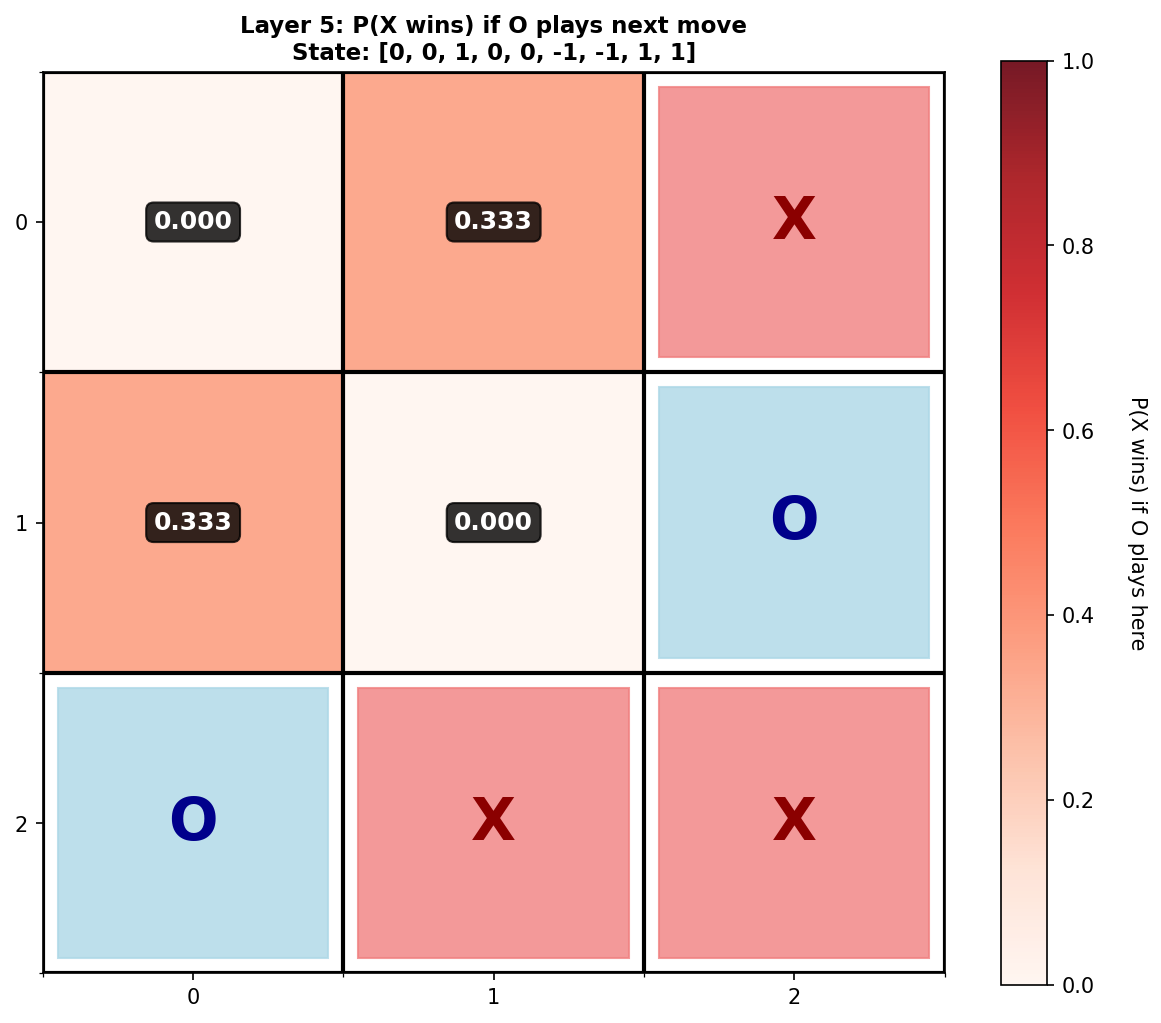 Layer 5: P(X wins) if O plays next move
State: [0, 0, 1, 0, 0, -1, -1, 1, 1]
1.0
0.8
0.6
0.4
0.2
0.0
P(X wins) if O plays here
0
0.000
0.333
X
1
0.333
0.000
O
2
O
X
X
0
1
2